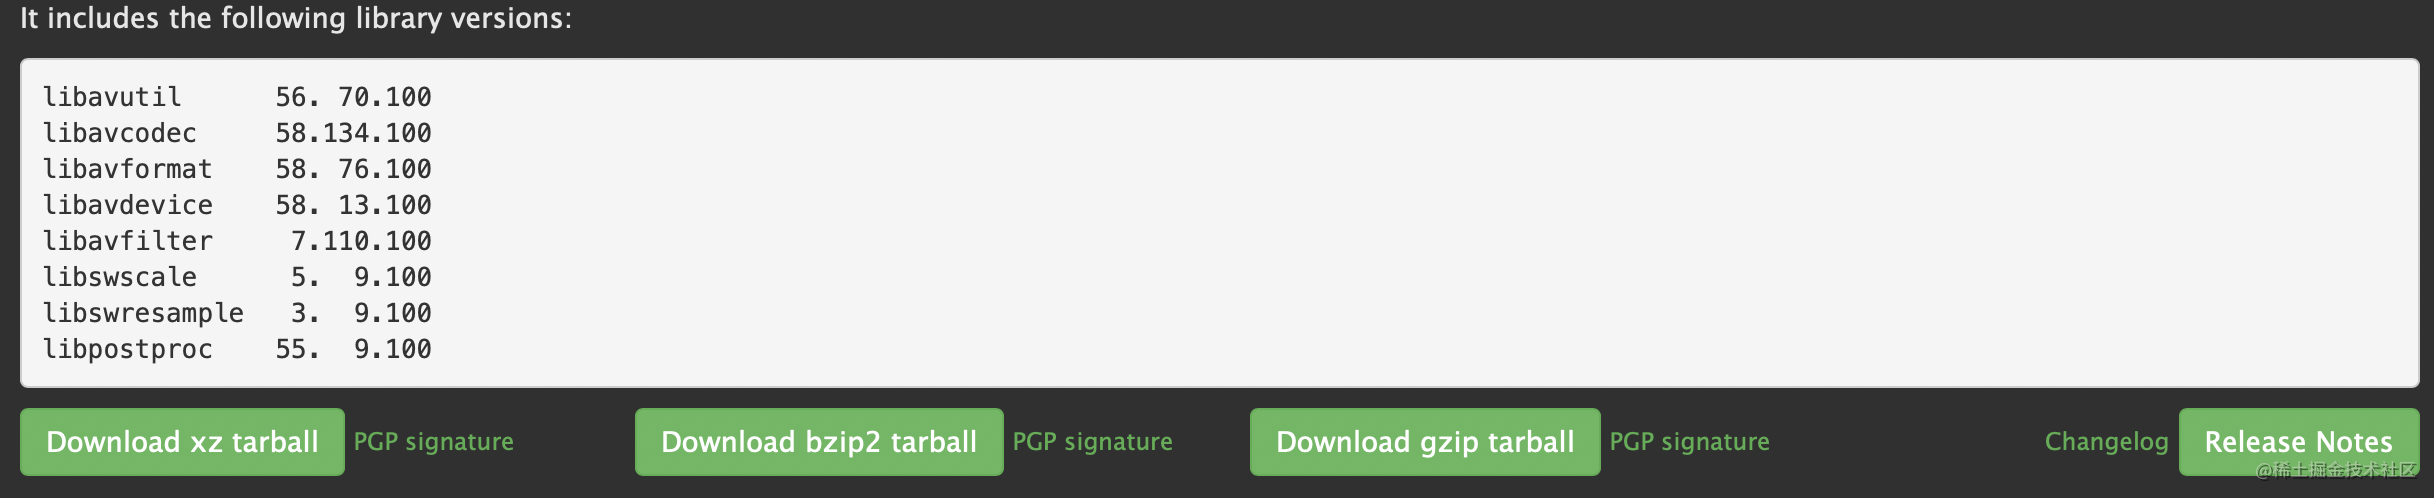 It includes the following library versions:
libavutil      56. 70.100
libavcodec     58.134.100
libavformat    58. 76.100
libavdevice    58. 13.100
libavfilter     7.110.100
libswscale      5.  9.100
libswresample   3.  9.100
libpostproc    55.  9.100
Download xz tarball PGP signature Download bzip2 tarball PGP signature Download gzip tarball PGP signature Changelog Release Notes
@稀土掘金技术社区